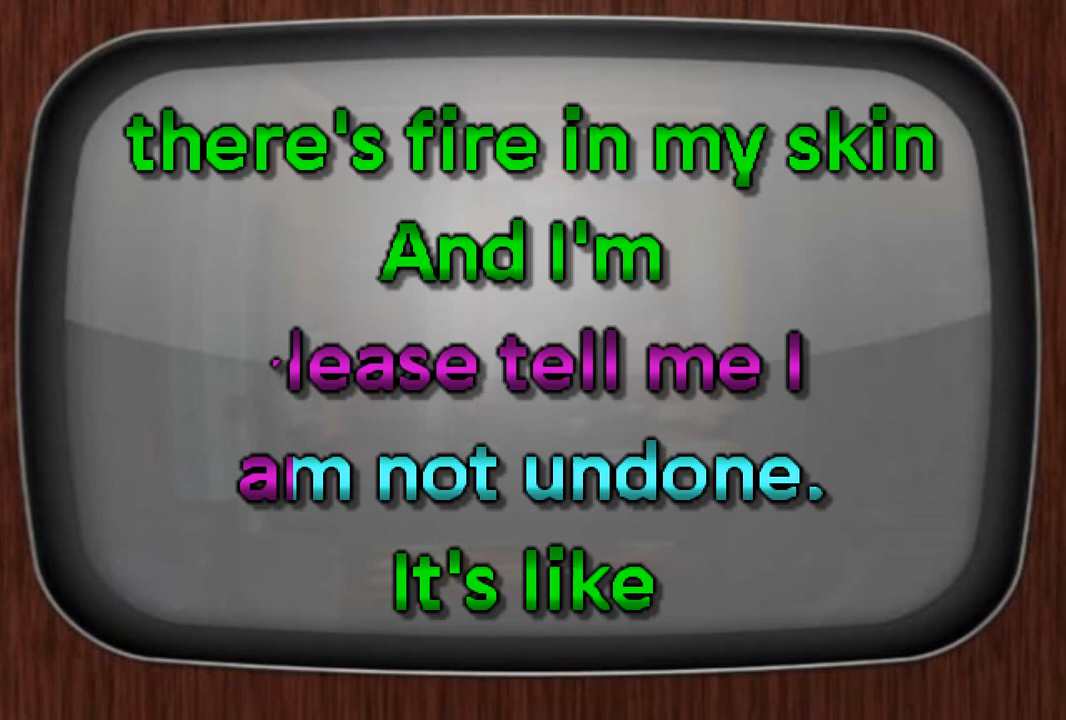 there's fire in my skin
And I'm
lease tell me I
am not undone.
It's like